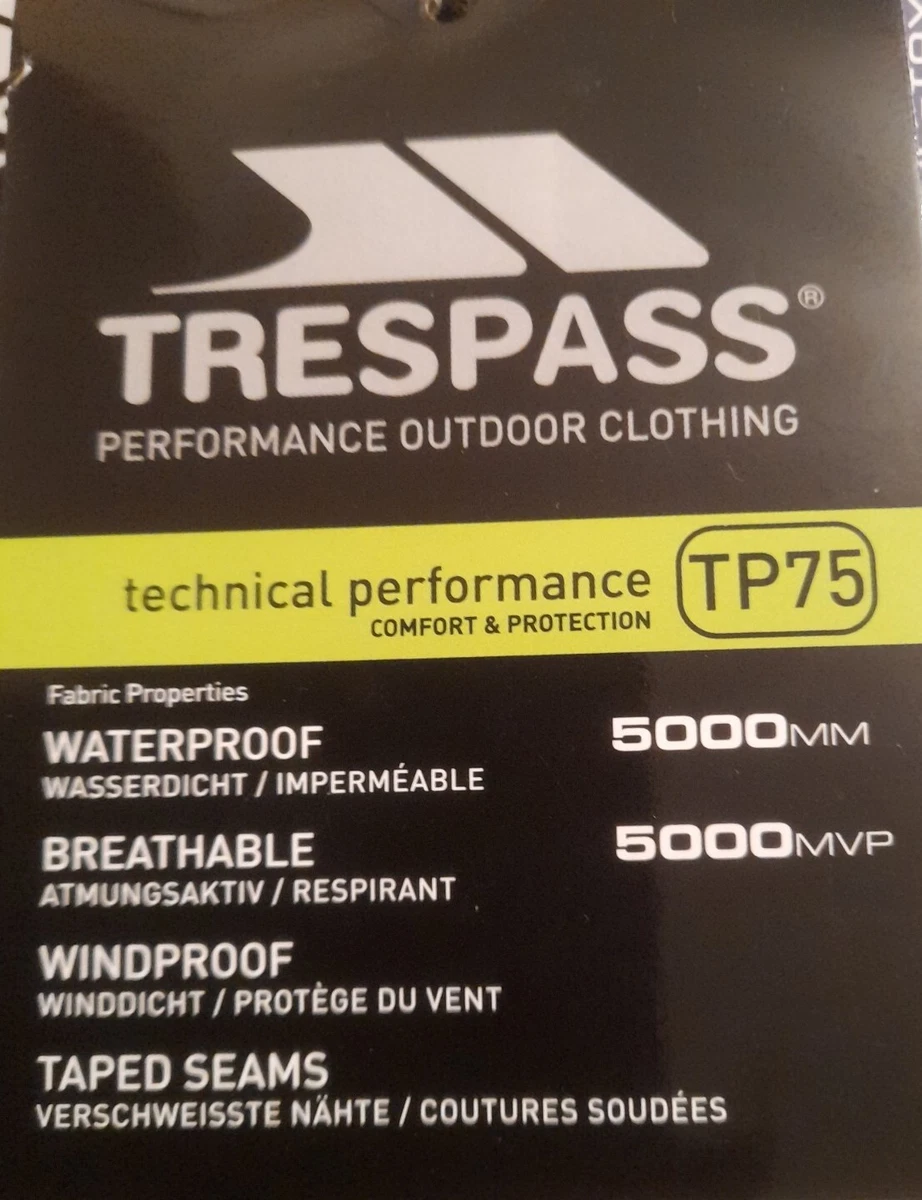 TRESPASS®
PERFORMANCE OUTDOOR CLOTHING
technical performance TP75
COMFORT & PROTECTION
Fabric Properties
WATERPROOF 5000MM
WASSERDICHT / IMPERMÉABLE
BREATHABLE 5000MVP
ATMUNGSAKTIV / RESPIRANT
WINDPROOF
WINDDICHT / PROTÈGE DU VENT
TAPED SEAMS
VERSCHWEISSTE NÄHTE / COUTURES SOUDÉES